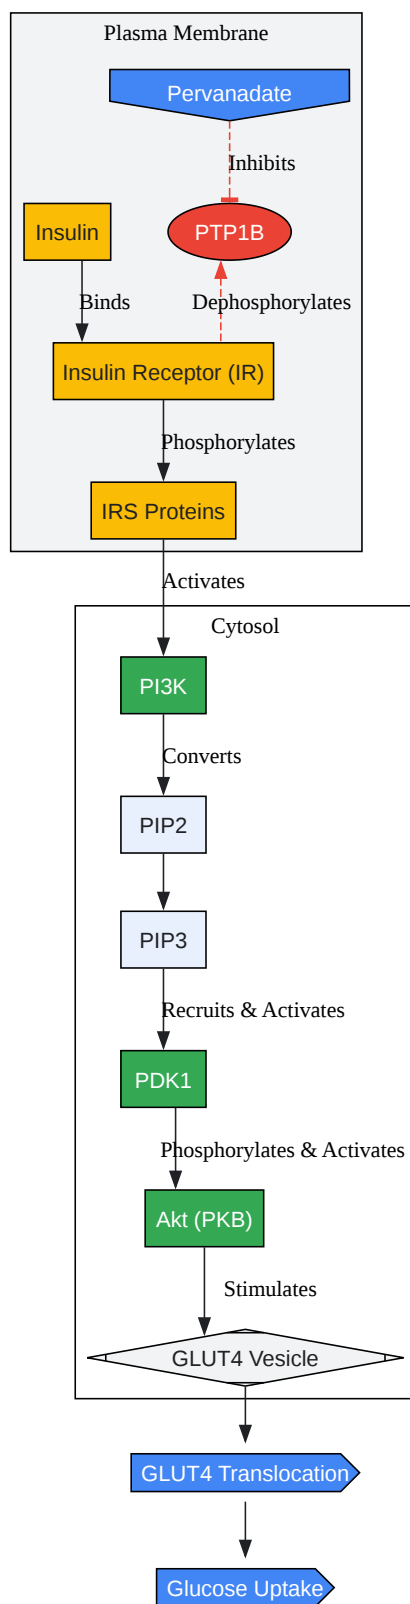 Plasma Membrane
Pervanadate
Inhibits
Insulin
PTP1B
Binds
Dephosphorylates
Insulin Receptor (IR)
Phosphorylates
IRS Proteins
Activates
Cytosol
PI3K
Converts
PIP2
PIP3
Recruits & Activates
PDK1
Phosphorylates & Activates
Akt (PKB)
Stimulates
GLUT4 Vesicle
GLUT4 Translocation
Glucose Uptake